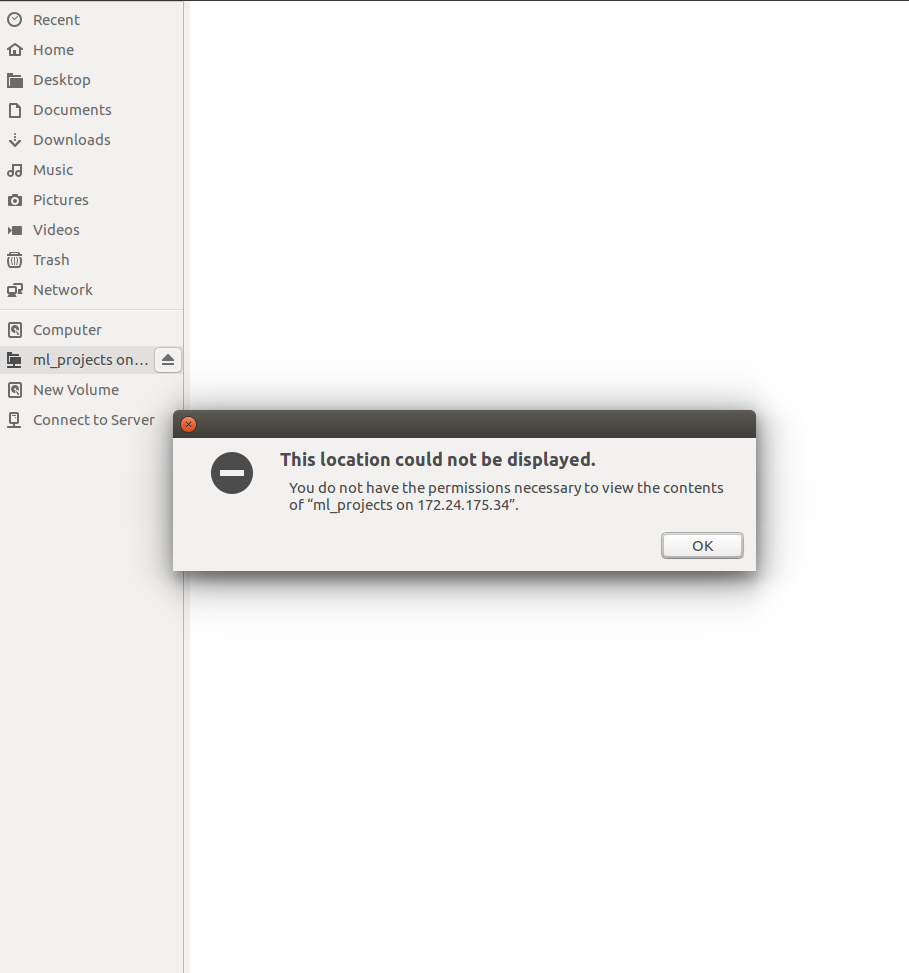 Recent
Home
Desktop
Documents
Downloads
Music
Pictures
Videos
Trash
Network
Computer
ml_projects on…
New Volume
Connect to Server
This location could not be displayed.
You do not have the permissions necessary to view the contents
of “ml_projects on 172.24.175.34”.
OK